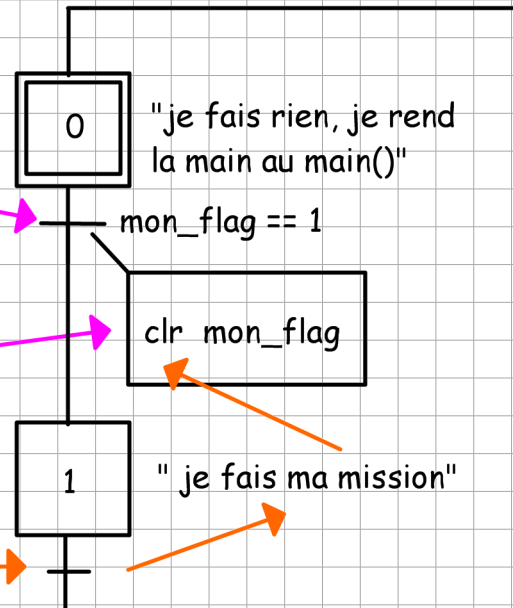 0
"je fais rien, je rend
la main au main()"
mon_flag == 1
clr mon_flag
1
" je fais ma mission"